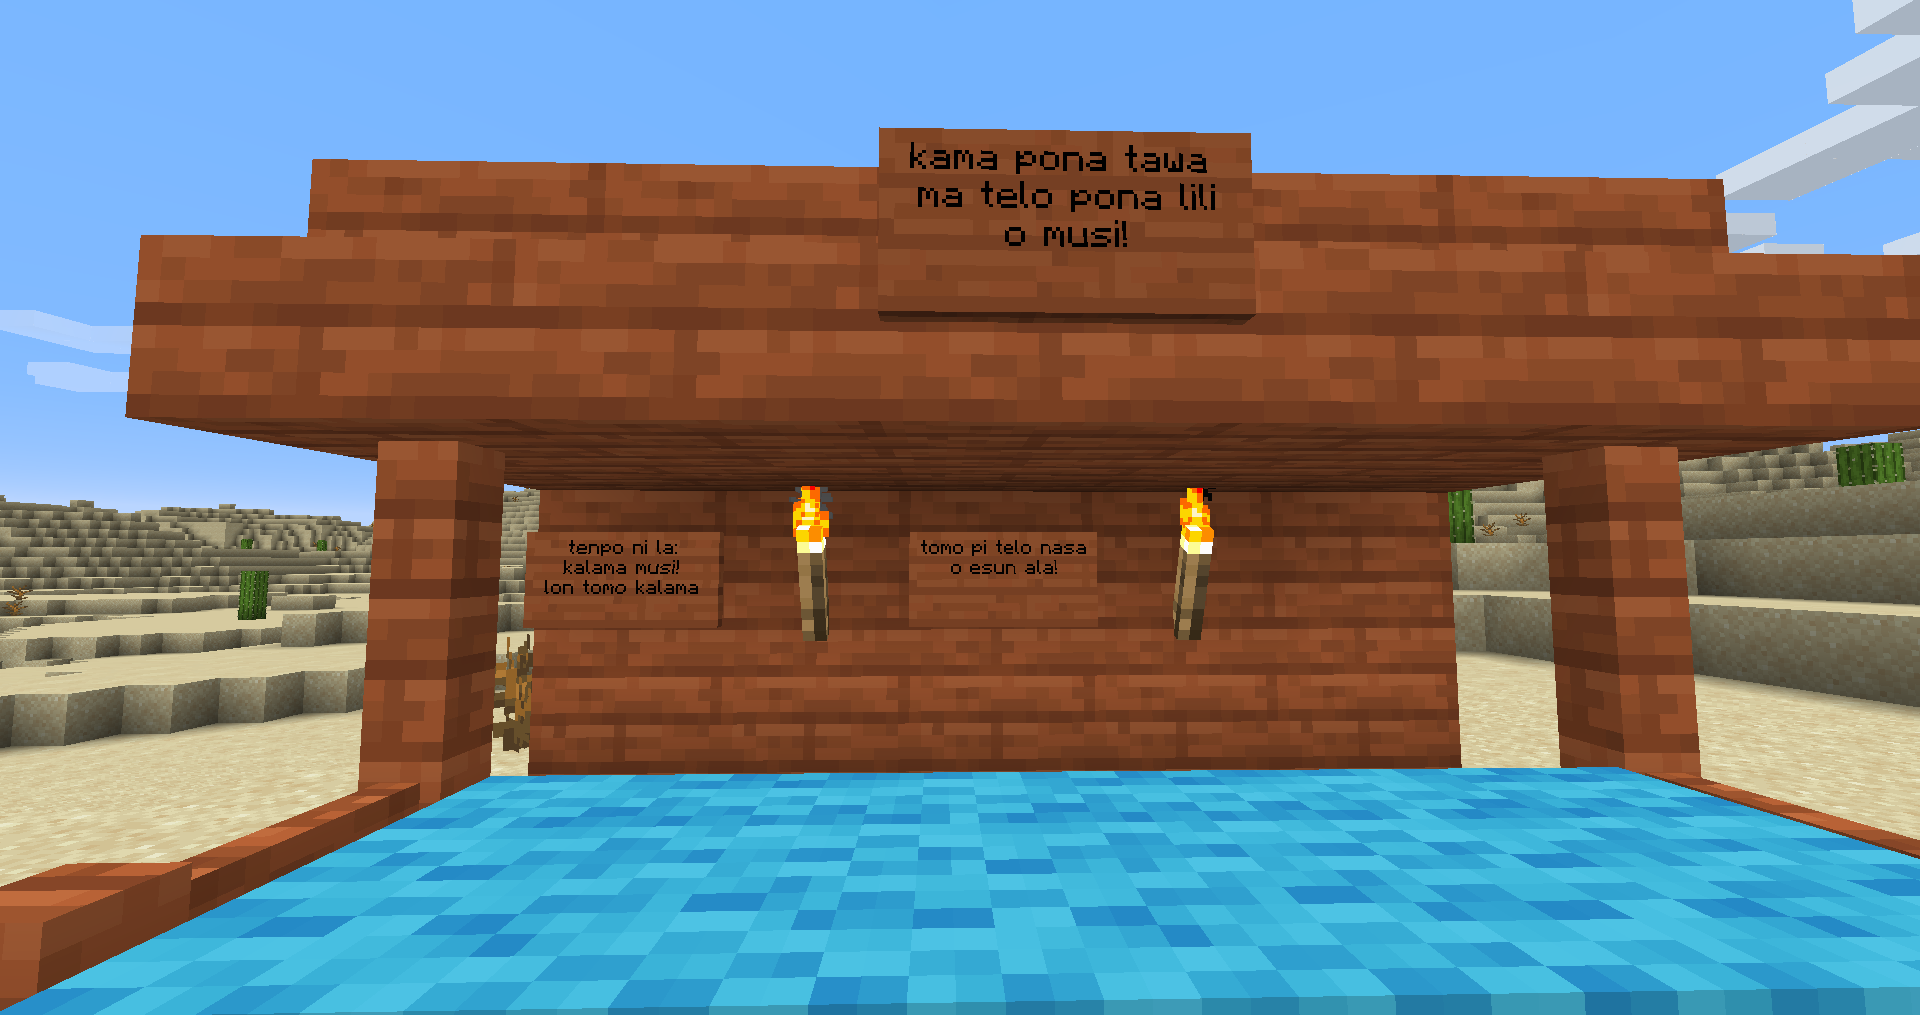 kama pona tawa
ma telo pona lili
o musi!
tenpo ni la:
kalama musi!
lon tomo kalama
tomo pi telo nasa
o esun ala!